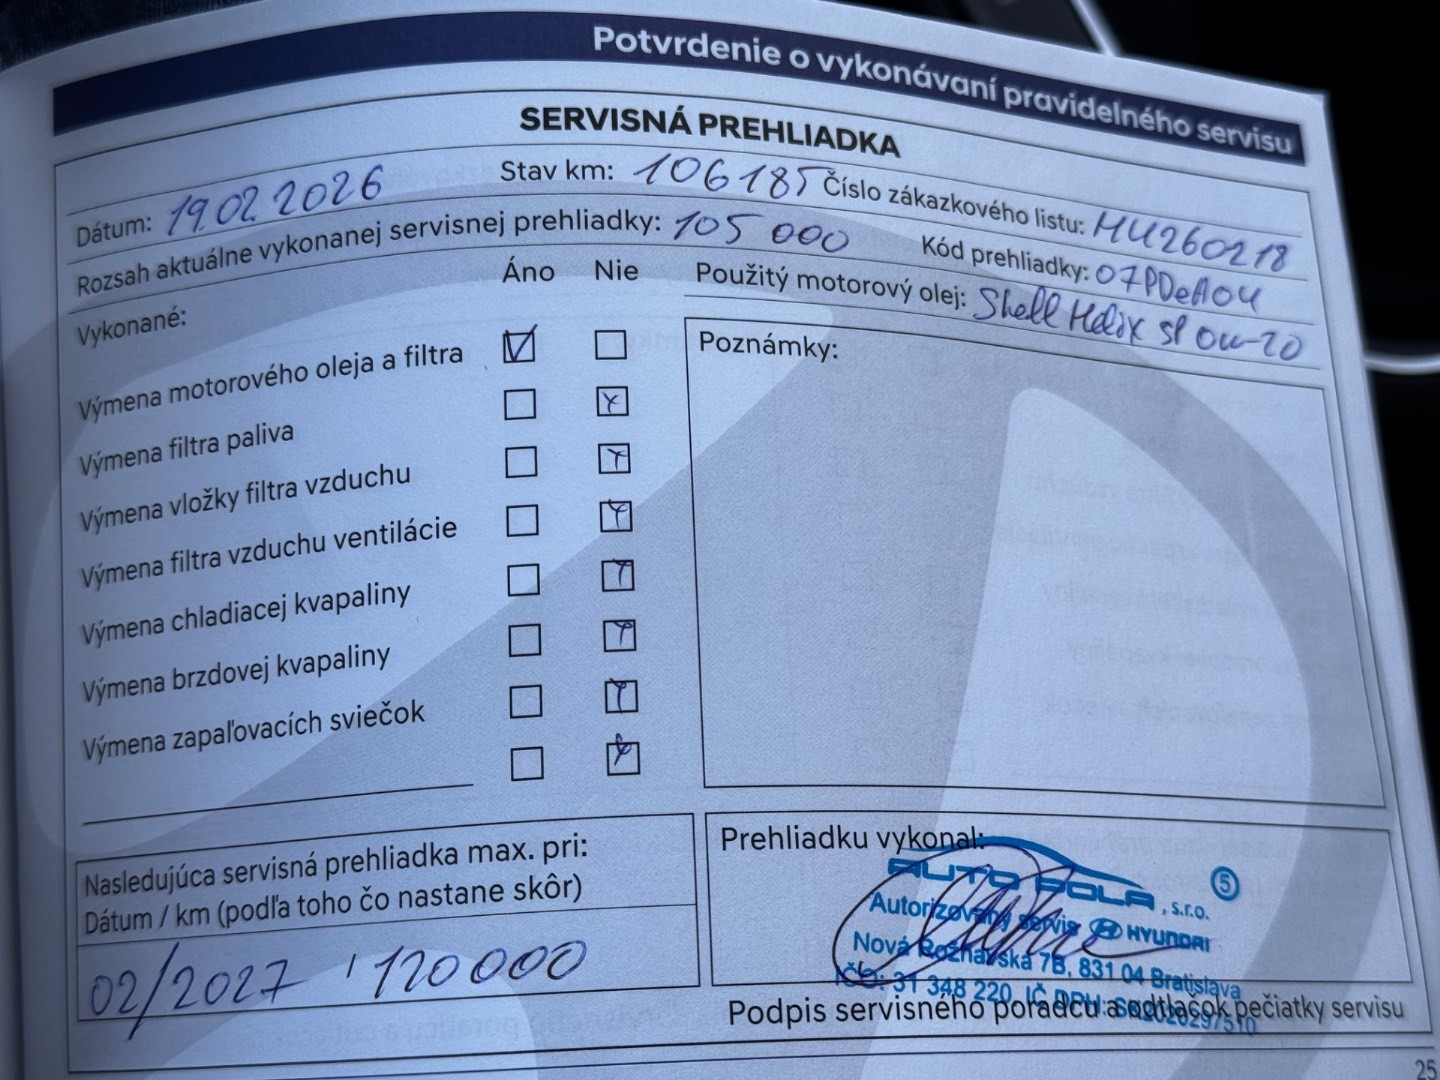 Potvrdenie o vykonávaní pravidelného servisu
SERVISNÁ PREHLIADKA
Dátum: 19.02.2026 Stav km: 106185 Číslo zákazkového listu: HU260218
Rozsah aktuálne vykonanej servisnej prehliadky: 105 000 Kód prehliadky: 07PDeA04
Vykonané: Áno Nie Použitý motorový olej: Shell Helix SP 0w-20
Výmena motorového oleja a filtra
Výmena filtra paliva
Výmena vložky filtra vzduchu
Výmena filtra vzduchu ventilácie
Výmena chladiacej kvapaliny
Výmena brzdovej kvapaliny
Výmena zapaľovacích sviečok
Poznámky:
Nasledujúca servisná prehliadka max. pri:
Dátum / km (podľa toho čo nastane skôr)
02/2027 / 120000
Prehliadku vykonal:
AUTO POLA, s.r.o. 5
Autorizovaný servis HYUNDAI
Nová Rožňavská 7B, 831 04 Bratislava
IČO: 31 348 220, IČ DPH:
Podpis servisného poradcu a odtlačok pečiatky servisu
25